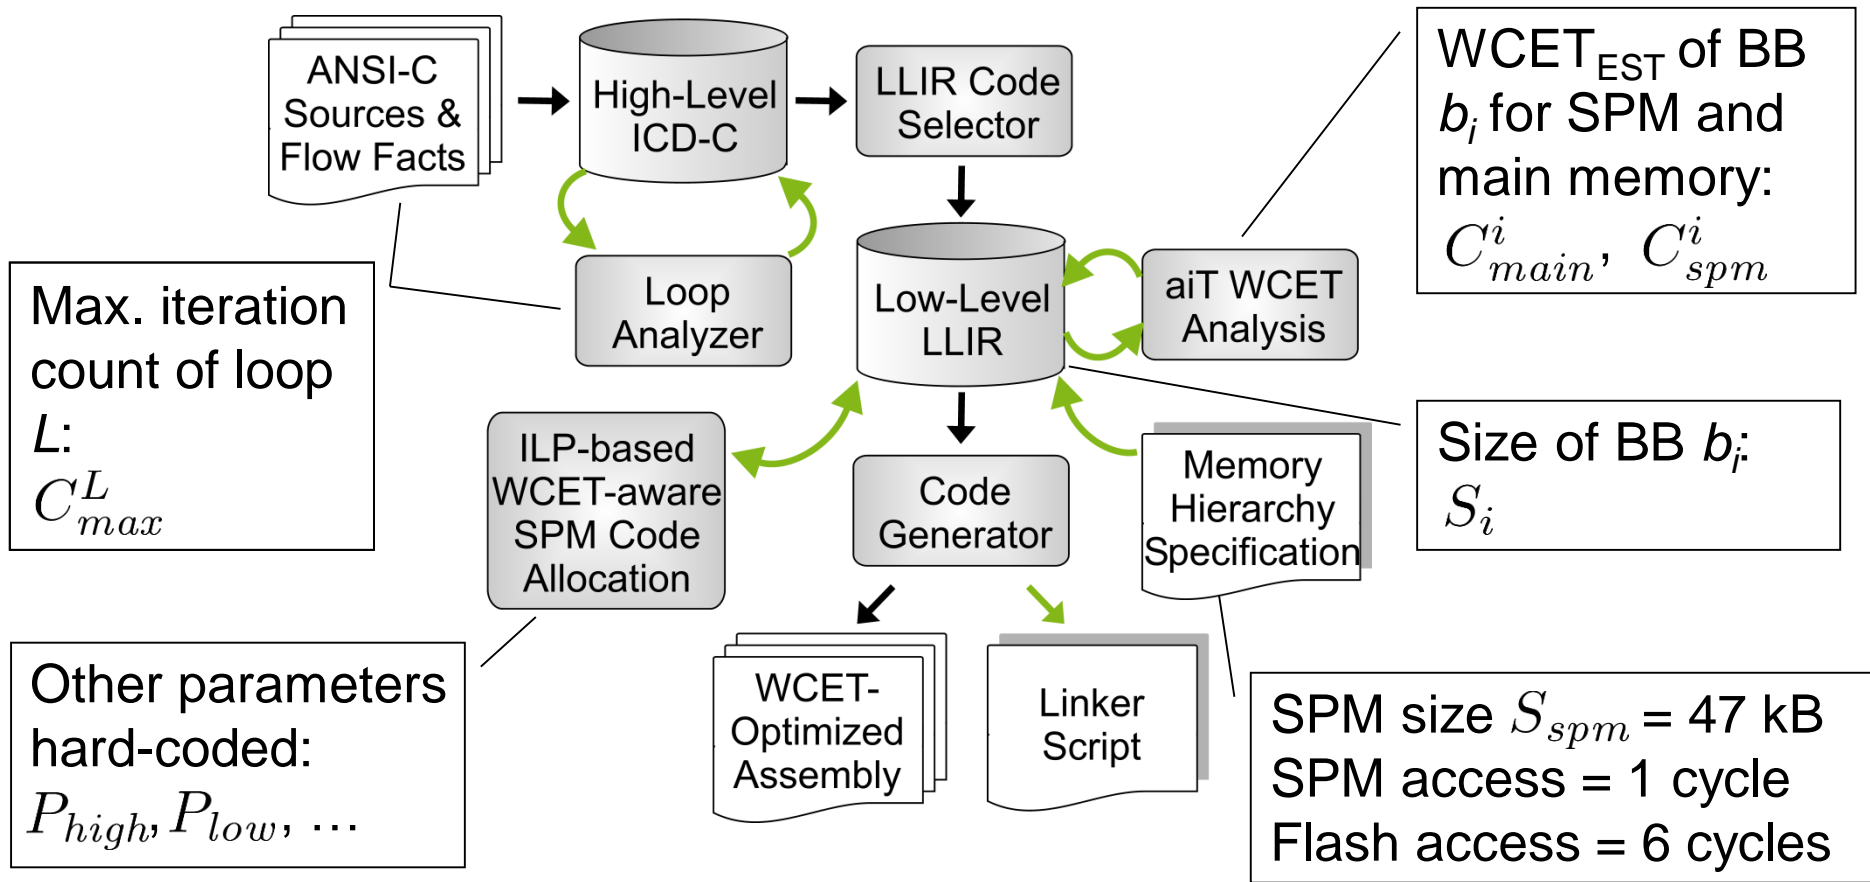 ANSI-C
Sources &
Flow Facts
High-Level
ICD-C
LLIR Code
Selector
WCET_EST of BB
b_i for SPM and
main memory:
C^i_main, C^i_spm
Loop
Analyzer
Low-Level
LLIR
aiT WCET
Analysis
Max. iteration
count of loop
L:
C^L_max
ILP-based
WCET-aware
SPM Code
Allocation
Code
Generator
Memory
Hierarchy
Specification
Size of BB b_i:
S_i
Other parameters
hard-coded:
P_high, P_low, …
WCET-
Optimized
Assembly
Linker
Script
SPM size S_spm = 47 kB
SPM access = 1 cycle
Flash access = 6 cycles